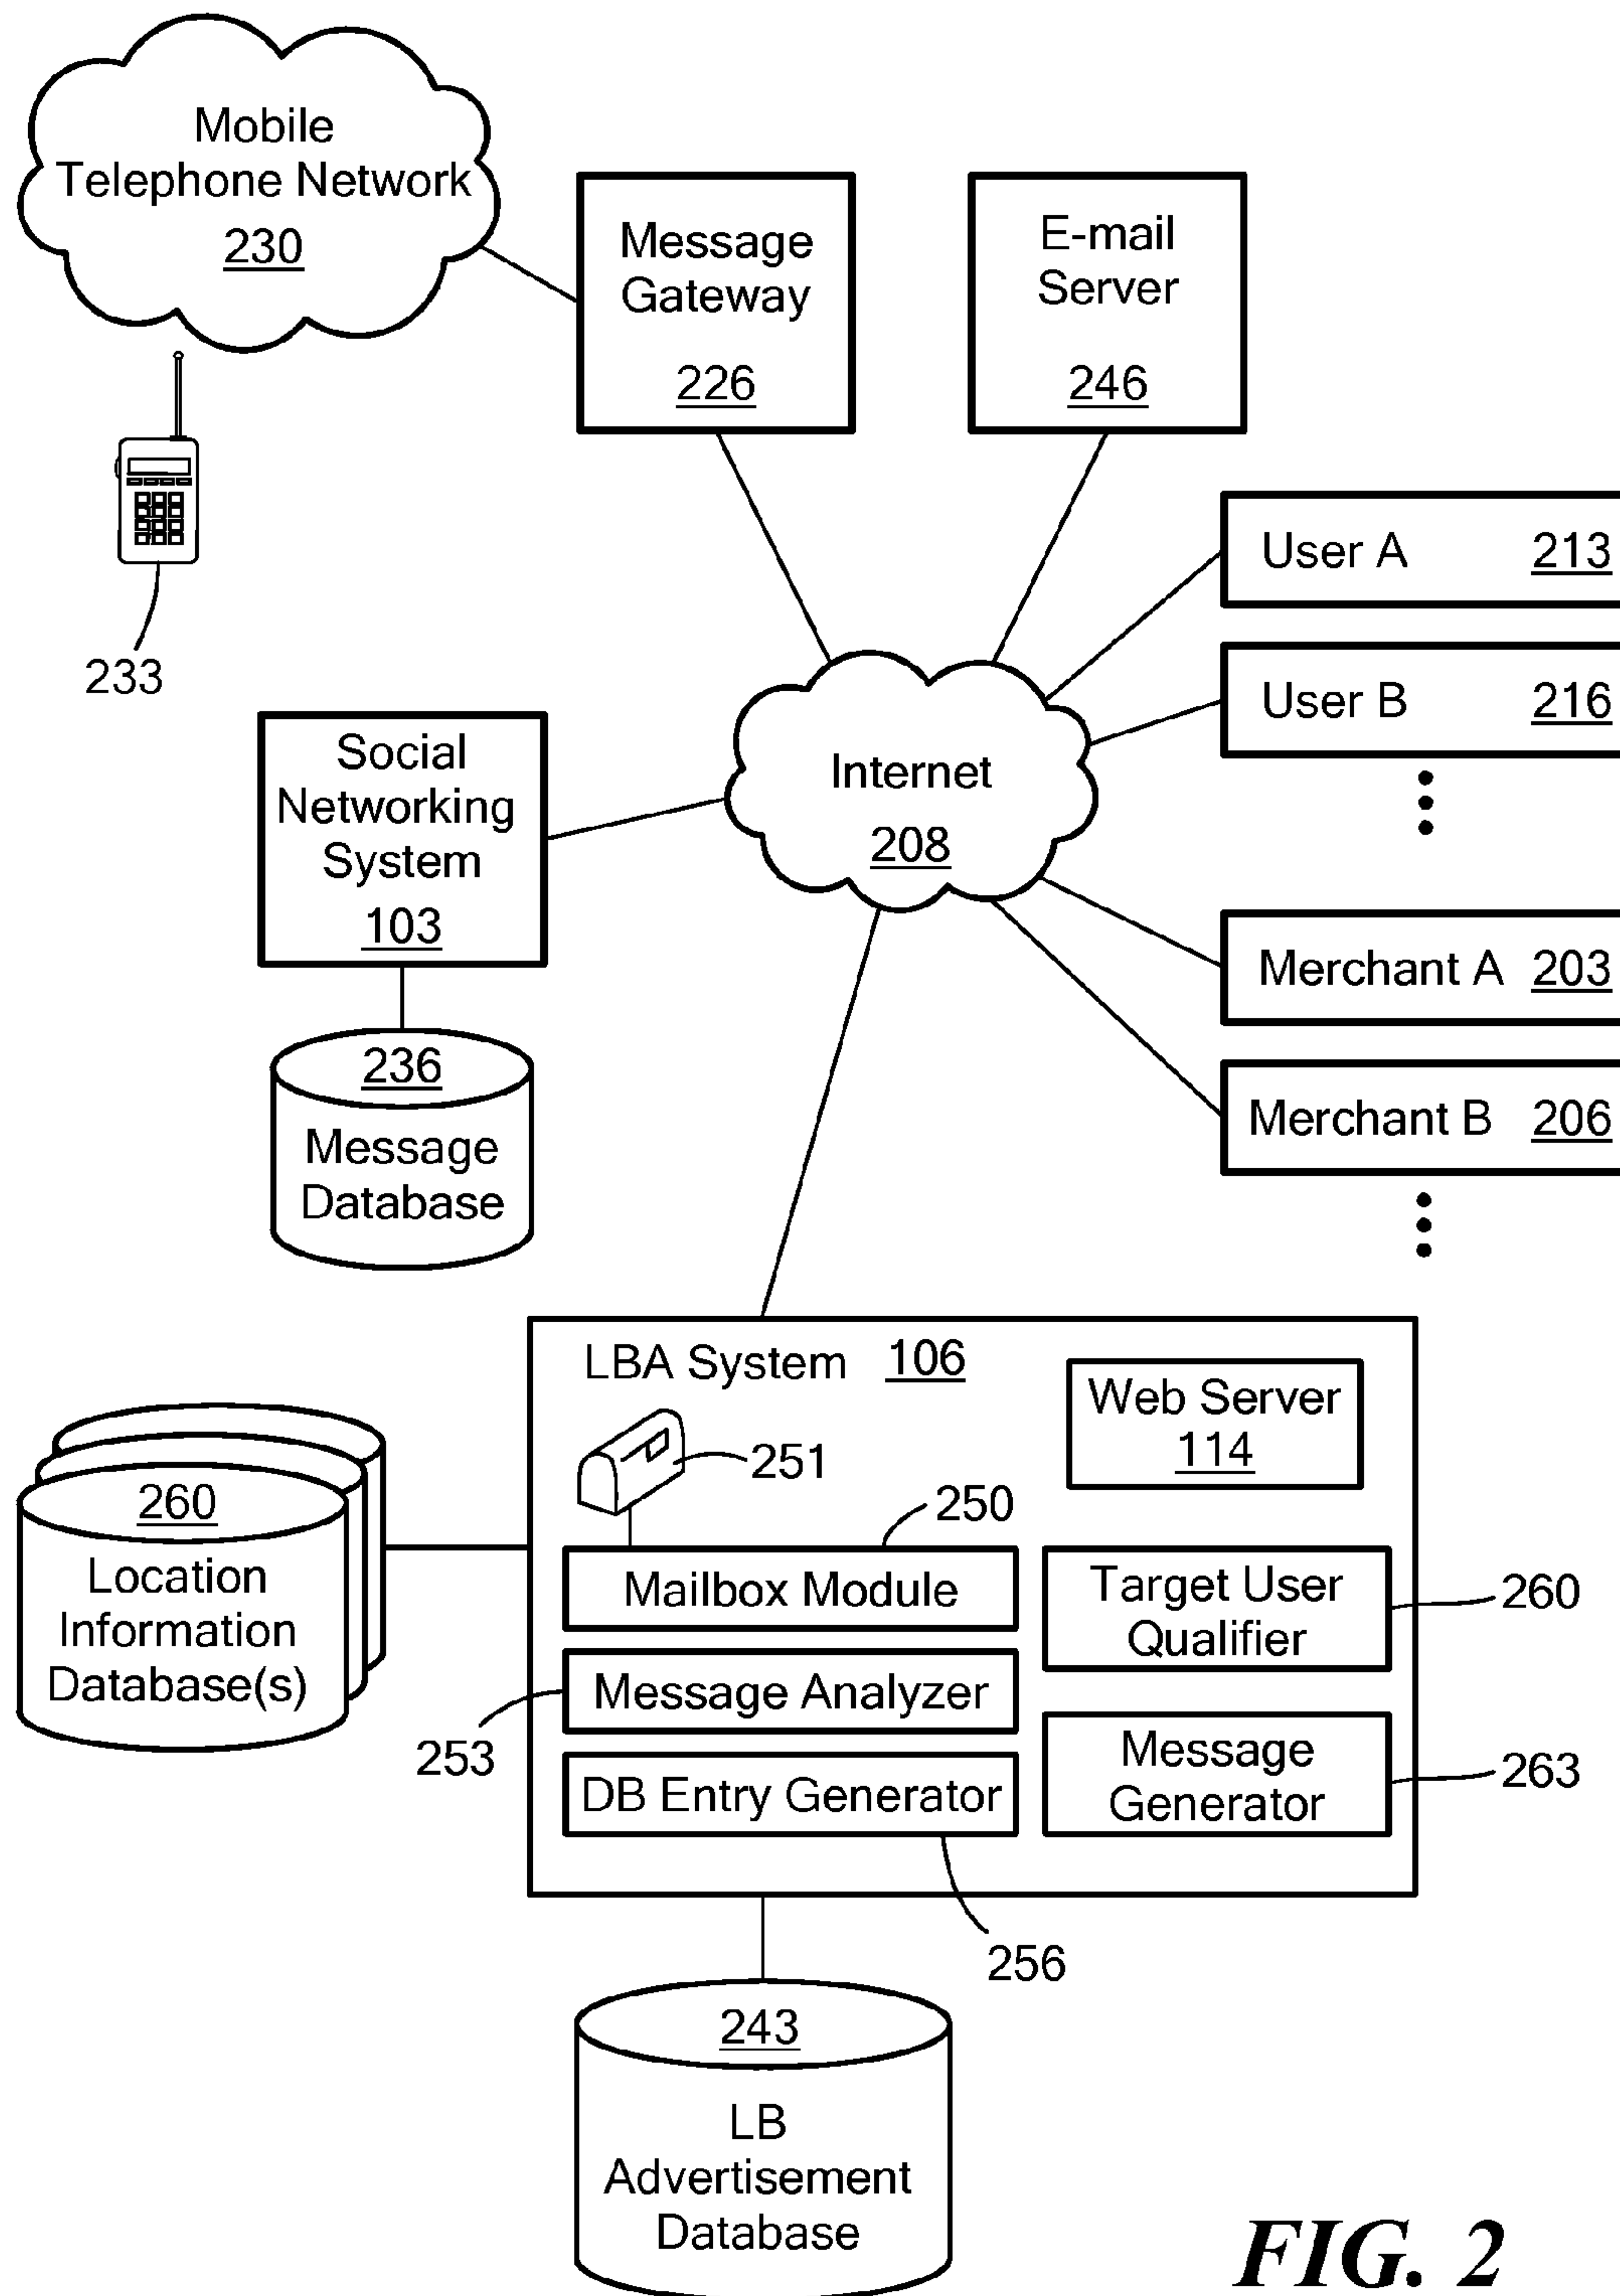 Mobile
Telephone Network
230
Message
Gateway
226
E-mail
Server
246
233
User A 213
User B 216
Social
Networking
System
103
Internet
208
Merchant A 203
Merchant B 206
236
Message
Database
LBA System 106
Web Server
114
251
250
260
Location
Information
Database(s)
Mailbox Module
Target User
Qualifier
260
Message Analyzer
253
DB Entry Generator
Message
Generator
263
256
243
LB
Advertisement
Database
FIG. 2